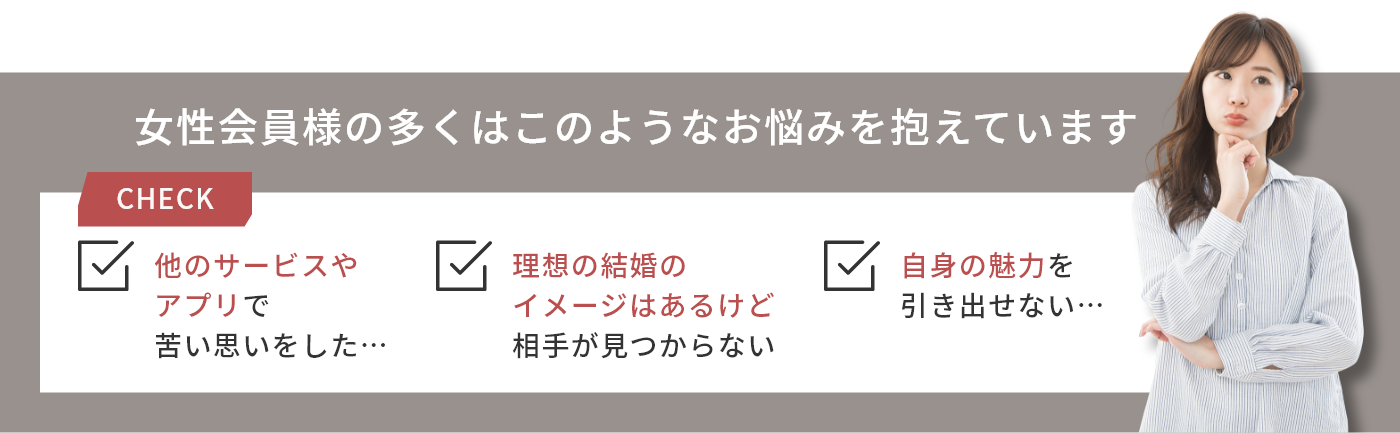 女性会員様の多くはこのようなお悩みを抱えています
CHECK
他のサービスや
アプリで
苦い思いをした…
理想の結婚の
イメージはあるけど
相手が見つからない
自身の魅力を
引き出せない…